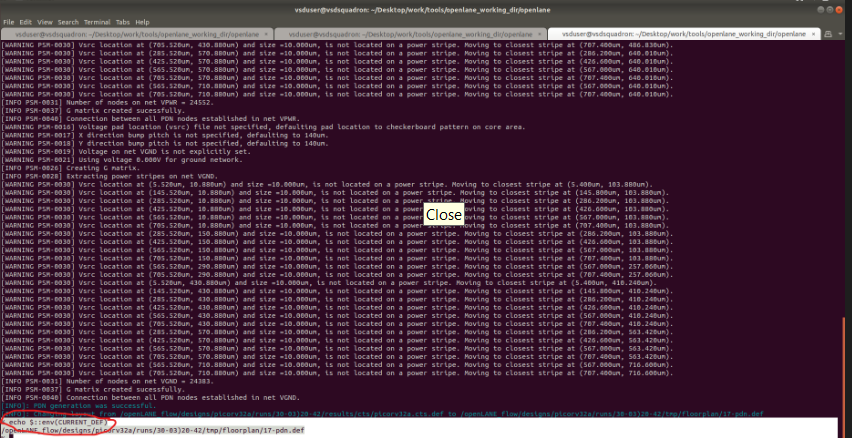 vsduser@vsdsquadron: ~/Desktop/work/tools/openlane_working_dir/openlane
File Edit View Search Terminal Tabs Help
vsduser@vsdsquadron: ~/Desktop/work/tools/openlane_working_dir/openlane × vsduser@vsdsquadron: ~/Desktop/work/tools/openlane_working_dir/openlane × vsduser@vsdsquadron: ~/Desktop/work/tools/openlane_working_dir/openlane ×
[WARNING PSM-0030] Vsrc location at (705.520um, 430.880um) and size =10.000um, is not located on a power stripe. Moving to closest stripe at (707.400um, 486.830um).
[WARNING PSM-0030] Vsrc location at (285.520um, 570.880um) and size =10.000um, is not located on a power stripe. Moving to closest stripe at (286.200um, 640.010um).
[WARNING PSM-0030] Vsrc location at (425.520um, 570.880um) and size =10.000um, is not located on a power stripe. Moving to closest stripe at (426.600um, 640.010um).
[WARNING PSM-0030] Vsrc location at (565.520um, 570.880um) and size =10.000um, is not located on a power stripe. Moving to closest stripe at (567.000um, 640.010um).
[WARNING PSM-0030] Vsrc location at (705.520um, 570.880um) and size =10.000um, is not located on a power stripe. Moving to closest stripe at (707.400um, 640.010um).
[WARNING PSM-0030] Vsrc location at (565.520um, 710.880um) and size =10.000um, is not located on a power stripe. Moving to closest stripe at (567.000um, 640.010um).
[WARNING PSM-0030] Vsrc location at (705.520um, 710.880um) and size =10.000um, is not located on a power stripe. Moving to closest stripe at (707.400um, 640.010um).
[INFO PSM-0031] Number of nodes on net VPWR = 24552.
[INFO PSM-0037] G matrix created sucessfully.
[INFO PSM-0040] Connection between all PDN nodes established in net VPWR.
[WARNING PSM-0016] Voltage pad location (vsrc) file not specified, defaulting pad location to checkerboard pattern on core area.
[WARNING PSM-0017] X direction bump pitch is not specified, defaulting to 140um.
[WARNING PSM-0018] Y direction bump pitch is not specified, defaulting to 140um.
[WARNING PSM-0019] Voltage on net VGND is not explicitly set.
[WARNING PSM-0021] Using voltage 0.000V for ground network.
[INFO PSM-0026] Creating G matrix.
[INFO PSM-0028] Extracting power stripes on net VGND.
[WARNING PSM-0030] Vsrc location at (5.520um, 10.880um) and size =10.000um, is not located on a power stripe. Moving to closest stripe at (5.400um, 103.880um).
[WARNING PSM-0030] Vsrc location at (145.520um, 10.880um) and size =10.000um, is not located on a power stripe. Moving to closest stripe at (145.800um, 103.880um).
[WARNING PSM-0030] Vsrc location at (285.520um, 10.880um) and size =10.000um, is not located on a power stripe. Moving to closest stripe at (286.200um, 103.880um).
[WARNING PSM-0030] Vsrc location at (425.520um, 10.880um) and size =10.000um, is not located on a power stripe. Moving to closest stripe at (426.600um, 103.880um).
[WARNING PSM-0030] Vsrc location at (565.520um, 10.880um) and size =10.000um, is not located on a power stripe. Moving to closest stripe at (567.000um, 103.880um).
Close
[WARNING PSM-0030] Vsrc location at (705.520um, 10.880um) and size =10.000um, is not located on a power stripe. Moving to closest stripe at (707.400um, 103.880um).
[WARNING PSM-0030] Vsrc location at (285.520um, 150.880um) and size =10.000um, is not located on a power stripe. Moving to closest stripe at (286.200um, 103.880um).
[WARNING PSM-0030] Vsrc location at (425.520um, 150.880um) and size =10.000um, is not located on a power stripe. Moving to closest stripe at (426.600um, 103.880um).
[WARNING PSM-0030] Vsrc location at (565.520um, 150.880um) and size =10.000um, is not located on a power stripe. Moving to closest stripe at (567.000um, 103.880um).
[WARNING PSM-0030] Vsrc location at (705.520um, 150.880um) and size =10.000um, is not located on a power stripe. Moving to closest stripe at (707.400um, 103.880um).
[WARNING PSM-0030] Vsrc location at (565.520um, 290.880um) and size =10.000um, is not located on a power stripe. Moving to closest stripe at (567.000um, 257.060um).
[WARNING PSM-0030] Vsrc location at (705.520um, 290.880um) and size =10.000um, is not located on a power stripe. Moving to closest stripe at (707.400um, 257.060um).
[WARNING PSM-0030] Vsrc location at (5.520um, 430.880um) and size =10.000um, is not located on a power stripe. Moving to closest stripe at (5.400um, 410.240um).
[WARNING PSM-0030] Vsrc location at (145.520um, 430.880um) and size =10.000um, is not located on a power stripe. Moving to closest stripe at (145.800um, 410.240um).
[WARNING PSM-0030] Vsrc location at (285.520um, 430.880um) and size =10.000um, is not located on a power stripe. Moving to closest stripe at (286.200um, 410.240um).
[WARNING PSM-0030] Vsrc location at (425.520um, 430.880um) and size =10.000um, is not located on a power stripe. Moving to closest stripe at (426.600um, 410.240um).
[WARNING PSM-0030] Vsrc location at (565.520um, 430.880um) and size =10.000um, is not located on a power stripe. Moving to closest stripe at (567.000um, 410.240um).
[WARNING PSM-0030] Vsrc location at (705.520um, 430.880um) and size =10.000um, is not located on a power stripe. Moving to closest stripe at (707.400um, 410.240um).
[WARNING PSM-0030] Vsrc location at (285.520um, 570.880um) and size =10.000um, is not located on a power stripe. Moving to closest stripe at (286.200um, 563.420um).
[WARNING PSM-0030] Vsrc location at (425.520um, 570.880um) and size =10.000um, is not located on a power stripe. Moving to closest stripe at (426.600um, 563.420um).
[WARNING PSM-0030] Vsrc location at (565.520um, 570.880um) and size =10.000um, is not located on a power stripe. Moving to closest stripe at (567.000um, 563.420um).
[WARNING PSM-0030] Vsrc location at (705.520um, 570.880um) and size =10.000um, is not located on a power stripe. Moving to closest stripe at (707.400um, 563.420um).
[WARNING PSM-0030] Vsrc location at (565.520um, 710.880um) and size =10.000um, is not located on a power stripe. Moving to closest stripe at (567.000um, 716.600um).
[WARNING PSM-0030] Vsrc location at (705.520um, 710.880um) and size =10.000um, is not located on a power stripe. Moving to closest stripe at (707.400um, 716.600um).
[INFO PSM-0031] Number of nodes on net VGND = 24383.
[INFO PSM-0037] G matrix created sucessfully.
[INFO PSM-0040] Connection between all PDN nodes established in net VGND.
[INFO]: PDN generation was successful.
[INFO]: Changing layout from /openLANE_flow/designs/picorv32a/runs/30-03)20-42/results/cts/picorv32a.cts.def to /openLANE_flow/designs/picorv32a/runs/30-03)20-42/tmp/floorplan/17-pdn.def
% echo $::env(CURRENT_DEF)
/openLANE_flow/designs/picorv32a/runs/30-03)20-42/tmp/floorplan/17-pdn.def